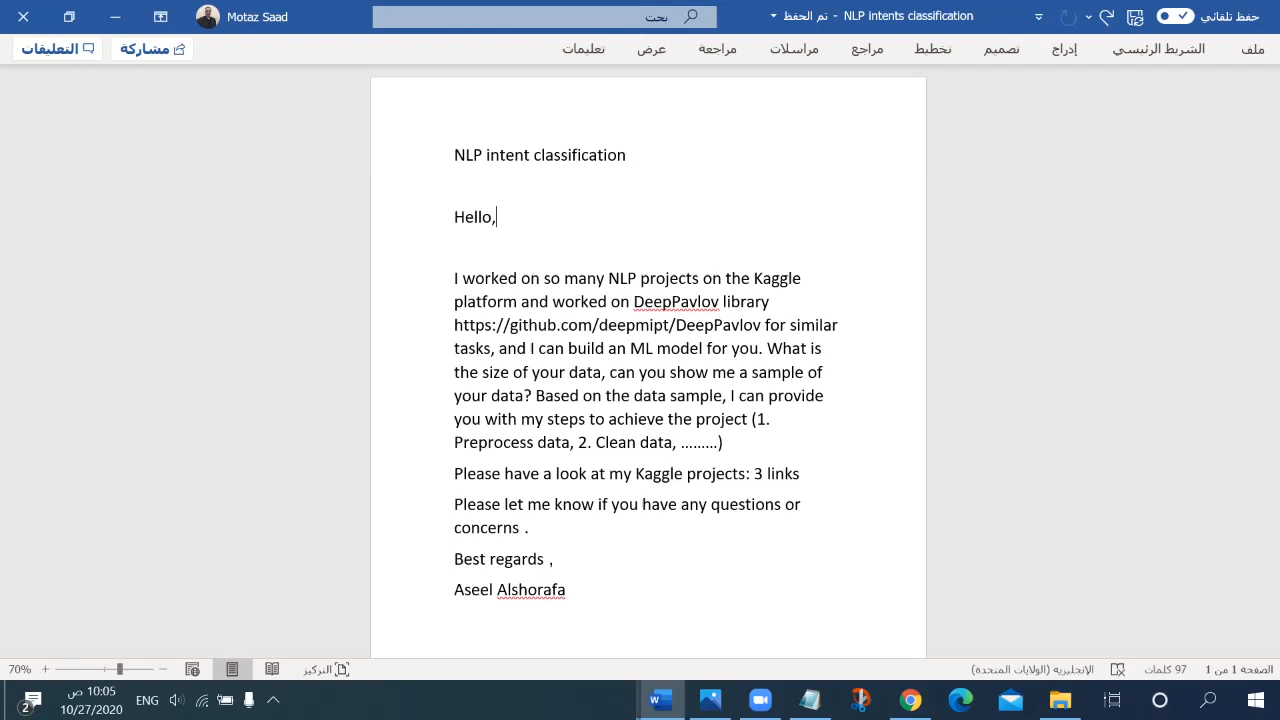 Motaz Saad
بحث
NLP intents classification - تم الحفظ
حفظ تلقائي
ملف
الشريط الرئيسي
إدراج
تصميم
تخطيط
مراجع
مراسلات
مراجعة
عرض
تعليمات
مشاركة
التعليقات
NLP intent classification
Hello,
I worked on so many NLP projects on the Kaggle
platform and worked on DeepPavlov library
https://github.com/deepmipt/DeepPavlov for similar
tasks, and I can build an ML model for you. What is
the size of your data, can you show me a sample of
your data? Based on the data sample, I can provide
you with my steps to achieve the project (1.
Preprocess data, 2. Clean data, .........)
Please have a look at my Kaggle projects: 3 links
Please let me know if you have any questions or
concerns .
Best regards ,
Aseel Alshorafa
الصفحة 1 من 1
97 كلمات
الإنجليزية (الولايات المتحدة)
التركيز
70%
ENG
10:05 ص
10/27/2020
2